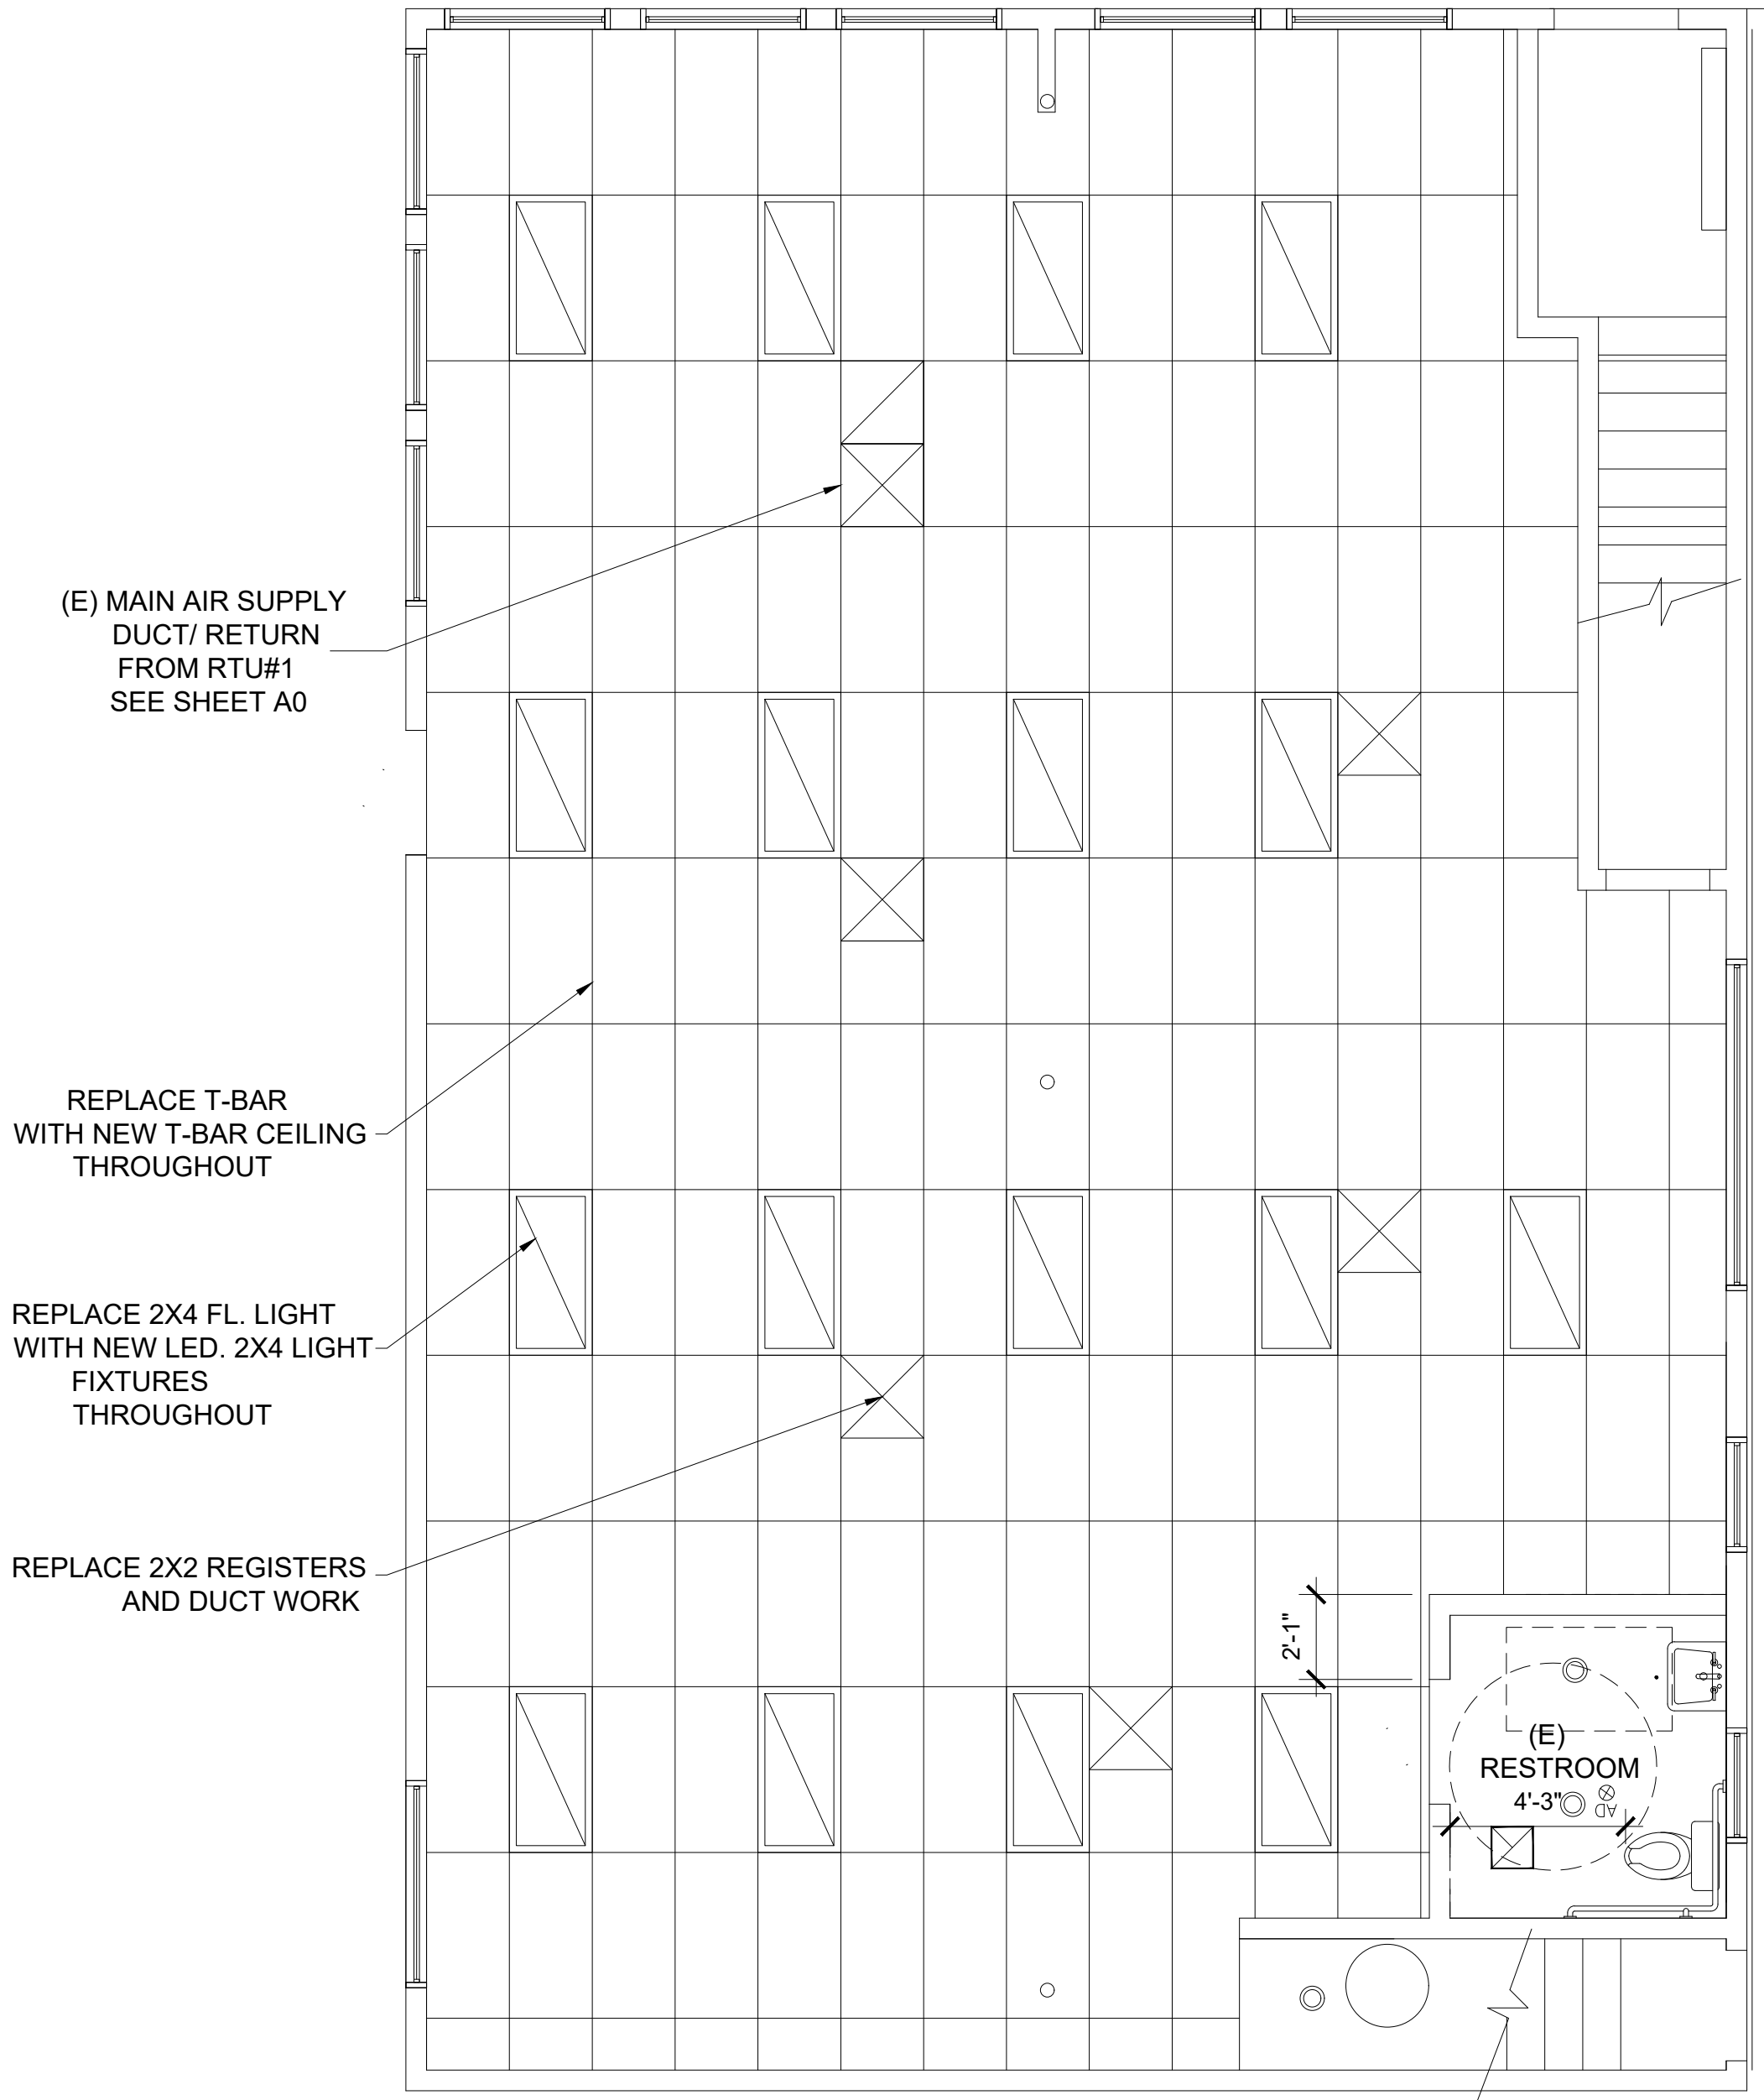 (E) MAIN AIR SUPPLY
DUCT/ RETURN
FROM RTU#1
SEE SHEET A0
REPLACE T-BAR
WITH NEW T-BAR CEILING
THROUGHOUT
REPLACE 2X4 FL. LIGHT
WITH NEW LED. 2X4 LIGHT
FIXTURES
THROUGHOUT
REPLACE 2X2 REGISTERS
AND DUCT WORK
2'-1"
(E)
RESTROOM
4'-3"
AD